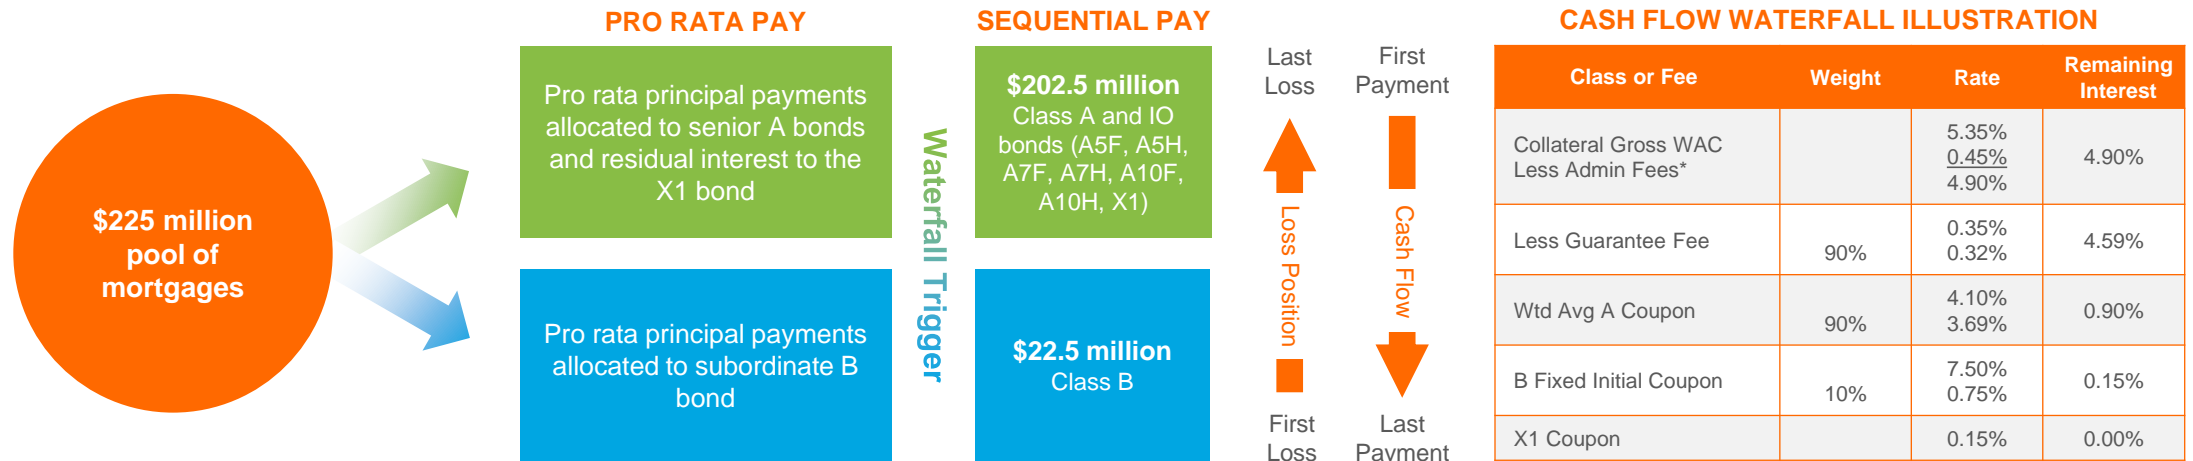 PRO RATA PAY
SEQUENTIAL PAY
CASH FLOW WATERFALL ILLUSTRATION
$225 million
pool of
mortgages
Pro rata principal payments
allocated to senior A bonds
and residual interest to the
X1 bond
Pro rata principal payments
allocated to subordinate B
bond
Waterfall Trigger
$202.5 million
Class A and IO
bonds (A5F, A5H,
A7F, A7H, A10F,
A10H, X1)
$22.5 million
Class B
Last
Loss
Loss Position
First
Loss
First
Payment
Cash Flow
Last
Payment
Class or Fee Weight Rate Remaining
Interest
Collateral Gross WAC 5.35%
Less Admin Fees* 0.45% 4.90%
4.90%
Less Guarantee Fee 0.35% 4.59%
90% 0.32%
Wtd Avg A Coupon 4.10% 0.90%
90% 3.69%
B Fixed Initial Coupon 7.50% 0.15%
10% 0.75%
X1 Coupon 0.15% 0.00%